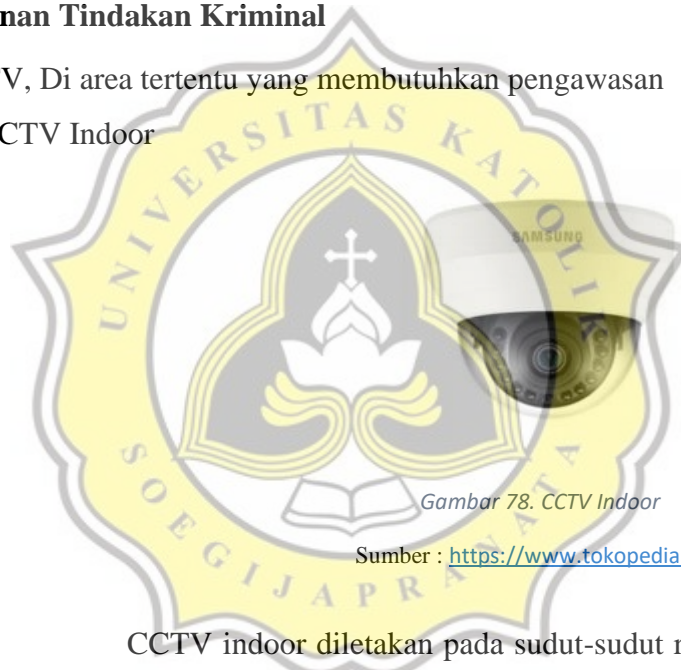 nan Tindakan Kriminal
V, Di area tertentu yang membutuhkan pengawasan
CTV Indoor
UNIVERSITAS KATOLIK
SOEGIJAPRANATA
SAMSUNG
Gambar 78. CCTV Indoor
Sumber : https://www.tokopedia
CCTV indoor diletakan pada sudut-sudut